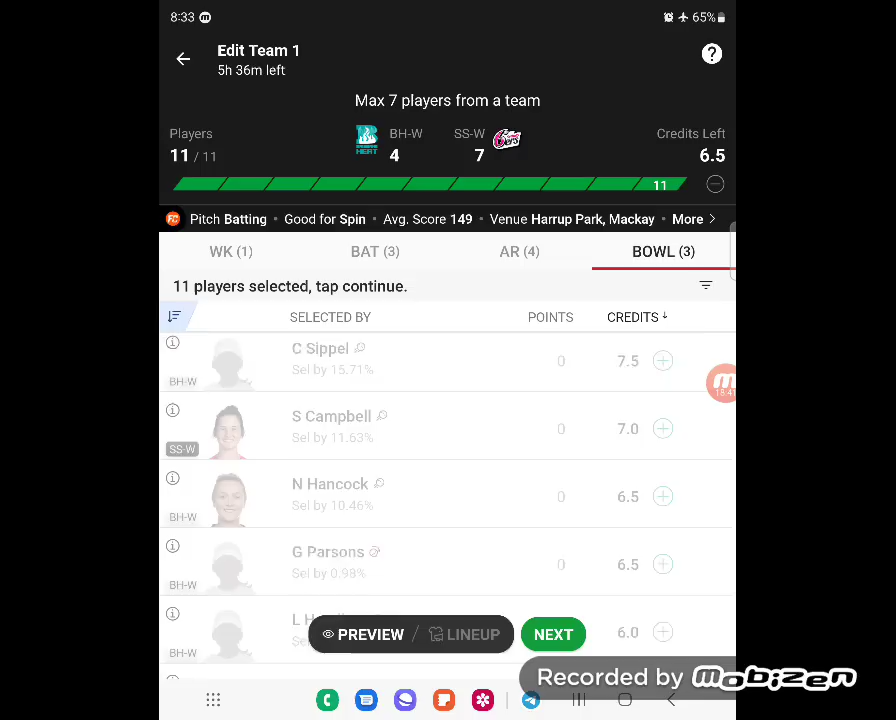 8:33
65%
Edit Team 1
5h 36m left
Max 7 players from a team
Players
BH-W
SS-W
Credits Left
11 / 11
4
7
6.5
11
Pitch Batting • Good for Spin • Avg. Score 149 • Venue Harrup Park, Mackay • More
WK (1)
BAT (3)
AR (4)
BOWL (3)
11 players selected, tap continue.
SELECTED BY
POINTS
CREDITS
C Sippel
Sel by 15.71%
0
7.5
BH-W
S Campbell
Sel by 11.63%
0
7.0
SS-W
N Hancock
Sel by 10.46%
0
6.5
BH-W
G Parsons
Sel by 0.98%
0
6.5
BH-W
6.0
BH-W
PREVIEW / LINEUP
NEXT
18:41
Recorded by mobizen